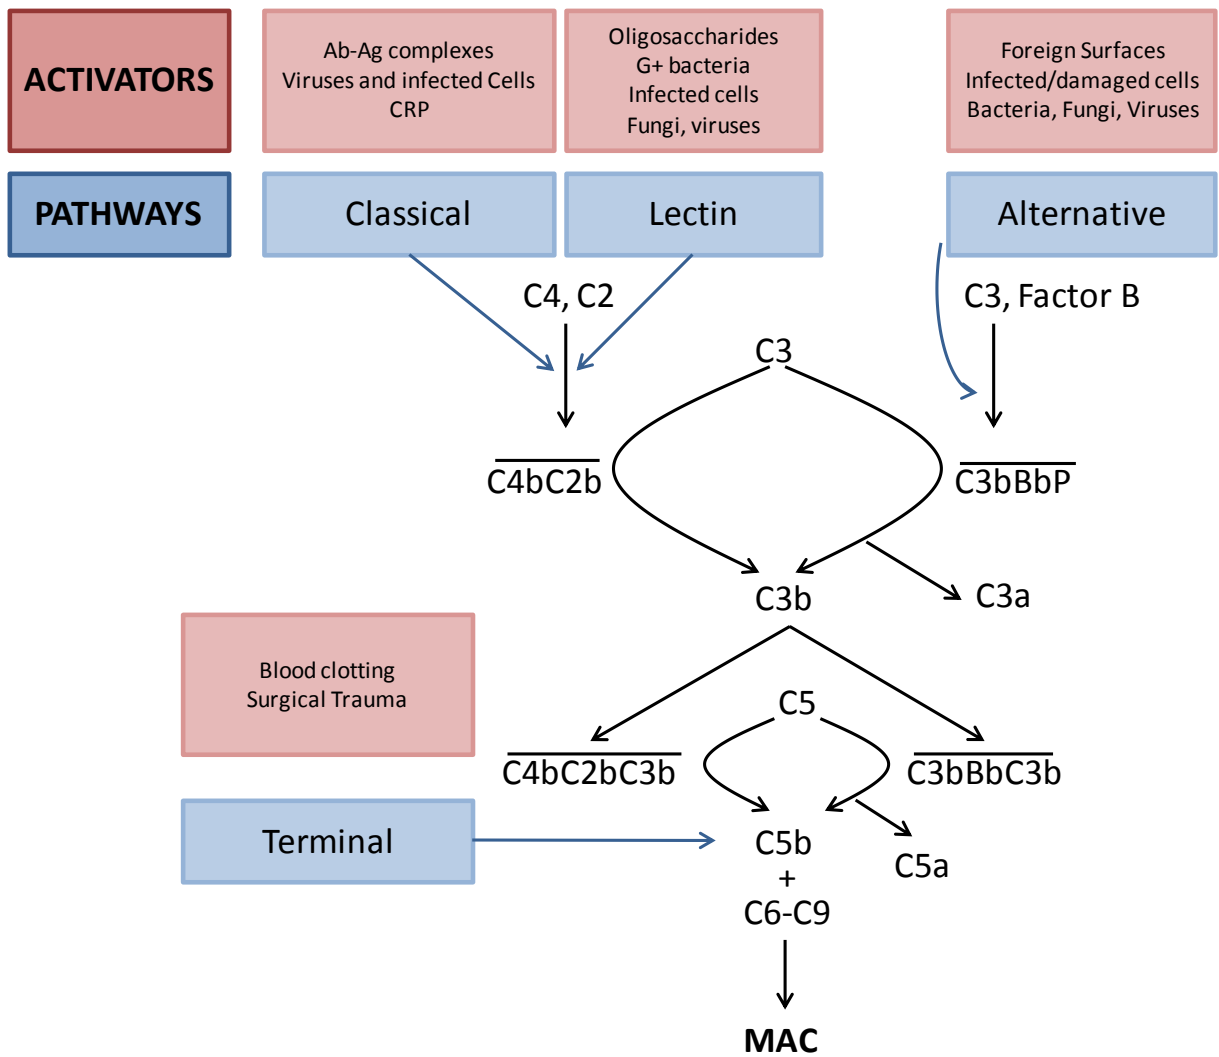 ACTIVATORS
Ab-Ag complexes
Viruses and infected Cells
CRP
Oligosaccharides
G+ bacteria
Infected cells
Fungi, viruses
Foreign Surfaces
Infected/damaged cells
Bacteria, Fungi, Viruses
PATHWAYS
Classical
Lectin
Alternative
C4, C2
C3, Factor B
C3
C4bC2b
C3bBbP
C3b
C3a
Blood clotting
Surgical Trauma
C5
C4bC2bC3b
C3bBbC3b
Terminal
C5b
C5a
+
C6-C9
MAC